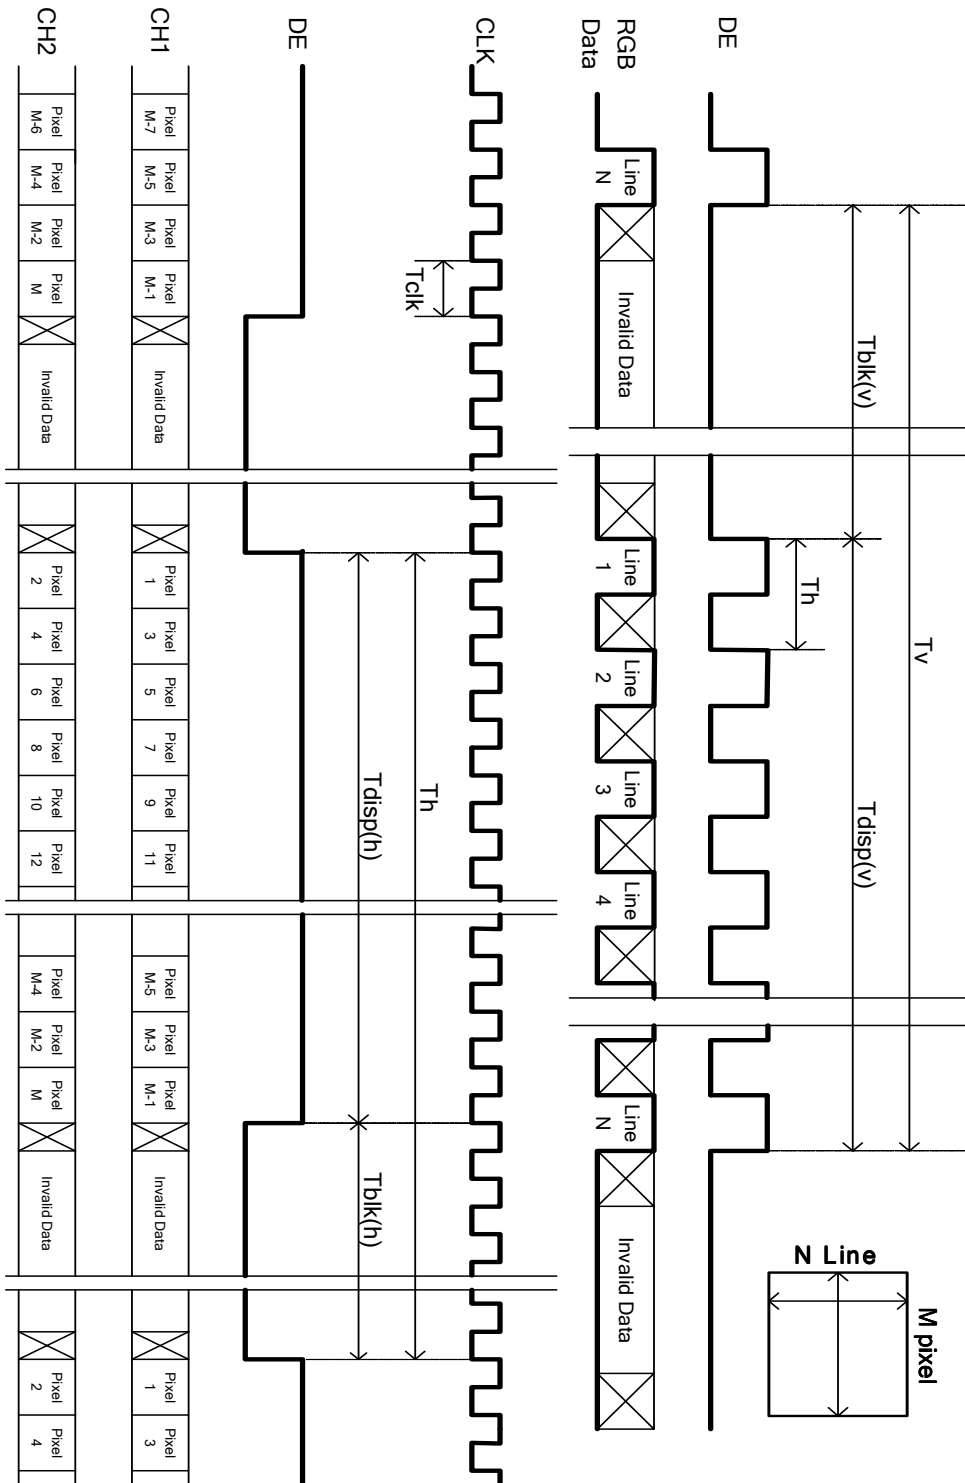 Tv
Tblk(v)
Tdisp(v)
Th
DE
RGB
Data
Line
N
Invalid Data
Line
1
Line
2
Line
3
Line
4
Line
N
Invalid Data
N Line
M pixel
CLK
Tclk
Th
Tdisp(h)
Tblk(h)
DE
CH1
Pixel
M-7
Pixel
M-5
Pixel
M-3
Pixel
M-1
Invalid Data
Pixel
1
Pixel
3
Pixel
5
Pixel
7
Pixel
9
Pixel
11
Pixel
M-5
Pixel
M-3
Pixel
M-1
Invalid Data
Pixel
1
Pixel
3
CH2
Pixel
M-6
Pixel
M-4
Pixel
M-2
Pixel
M
Invalid Data
Pixel
2
Pixel
4
Pixel
6
Pixel
8
Pixel
10
Pixel
12
Pixel
M-4
Pixel
M-2
Pixel
M
Invalid Data
Pixel
2
Pixel
4